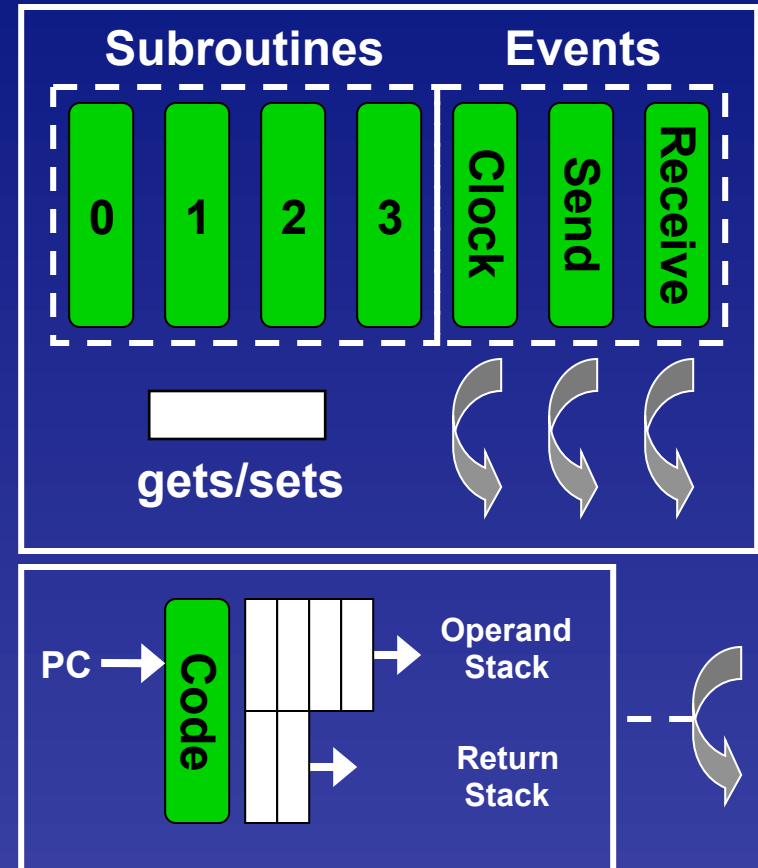 Subroutines Events
0 1 2 3 Clock Send Receive
gets/sets
PC Code Operand
Stack
Return
Stack